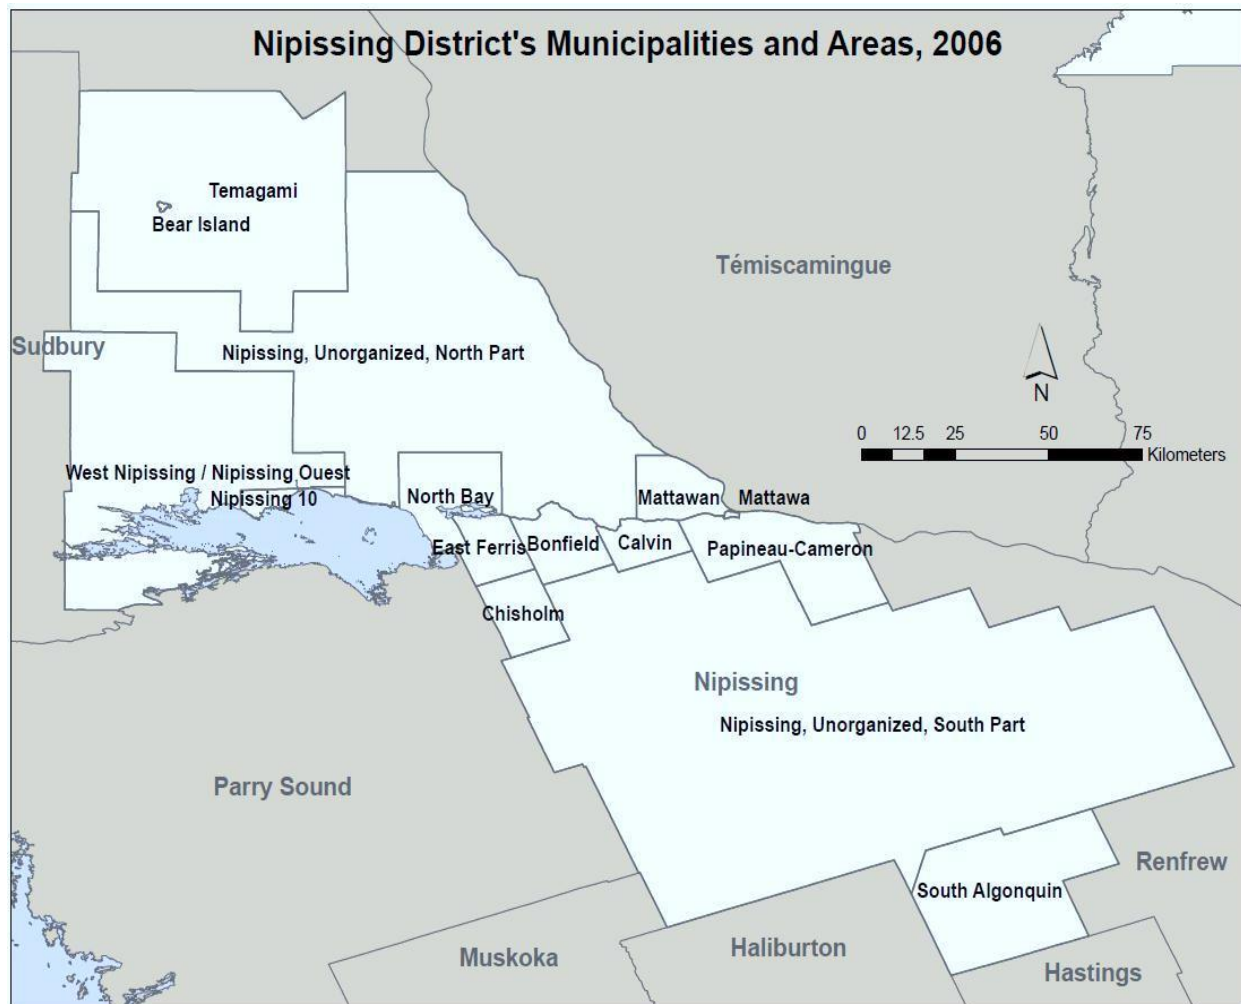 Nipissing District's Municipalities and Areas, 2006
Temagami
Bear Island
Témiscamingue
Sudbury
Nipissing, Unorganized, North Part
N
0 12.5 25 50 75
Kilometers
West Nipissing / Nipissing Ouest
Nipissing 10
North Bay
Mattawan
Mattawa
East Ferris
Bonfield
Calvin
Papineau-Cameron
Chisholm
Nipissing
Nipissing, Unorganized, South Part
Parry Sound
Renfrew
South Algonquin
Muskoka
Haliburton
Hastings